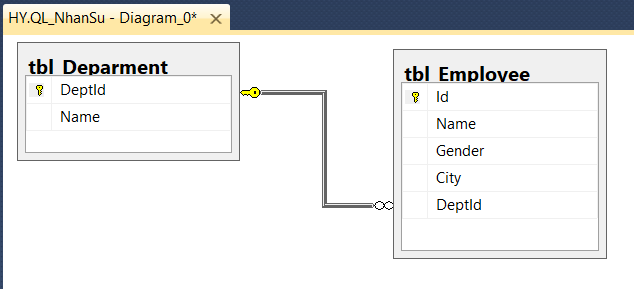 HY.QL_NhanSu - Diagram_0*
tbl_Deparment
DeptId
Name
tbl_Employee
Id
Name
Gender
City
DeptId